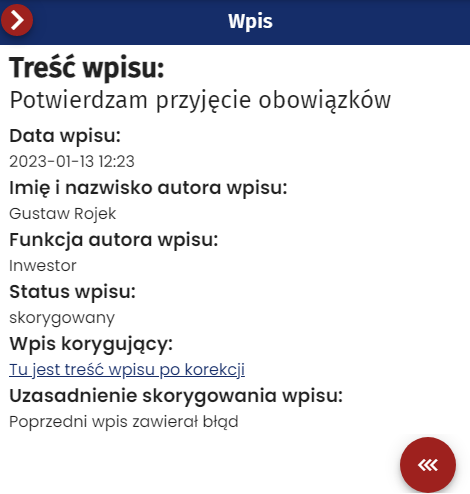 Wpis
Treść wpisu:
Potwierdzam przyjęcie obowiązków
Data wpisu:
2023-01-13 12:23
Imię i nazwisko autora wpisu:
Gustaw Rojek
Funkcja autora wpisu:
Inwestor
Status wpisu:
skorygowany
Wpis korygujący:
Tu jest treść wpisu po korekcji
Uzasadnienie skorygowania wpisu:
Poprzedni wpis zawierał błąd